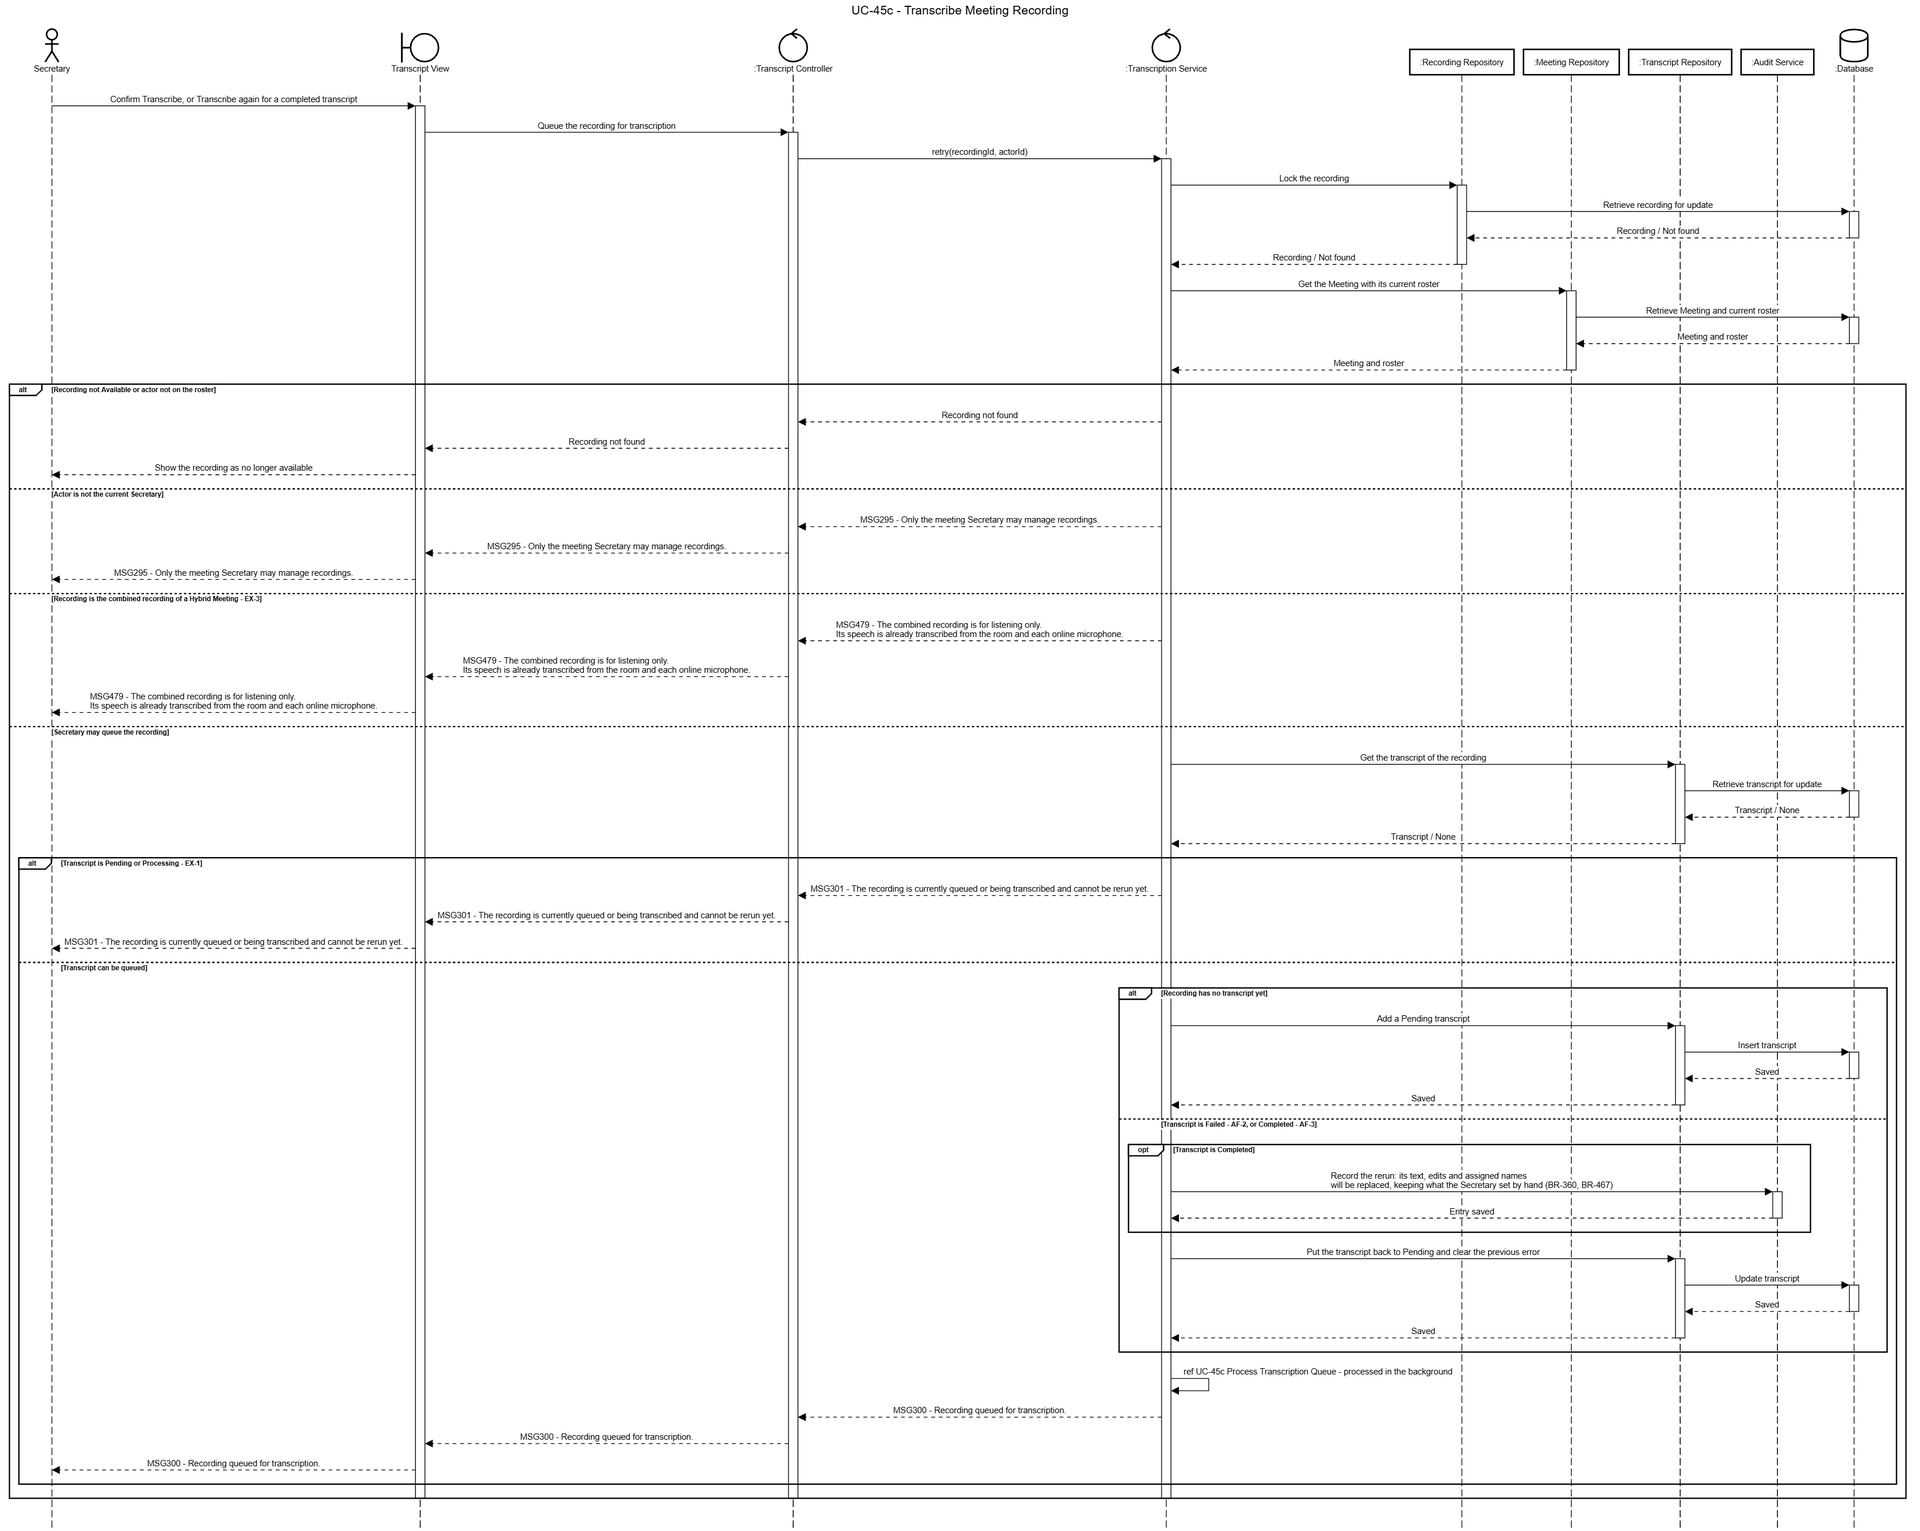 UC-45c - Transcribe Meeting Recording
Secretary
Transcript View
:Transcript Controller
:Transcription Service
:Recording Repository
:Meeting Repository
:Transcript Repository
:Audit Service
:Database
Confirm Transcribe, or Transcribe again for a completed transcript
Queue the recording for transcription
retry(recordingId, actorId)
Lock the recording
Retrieve recording for update
Recording / Not found
Recording / Not found
Get the Meeting with its current roster
Retrieve Meeting and current roster
Meeting and roster
Meeting and roster
alt
[Recording not Available or actor not on the roster]
Recording not found
Recording not found
Show the recording as no longer available
[Actor is not the current Secretary]
MSG295 - Only the meeting Secretary may manage recordings.
MSG295 - Only the meeting Secretary may manage recordings.
MSG295 - Only the meeting Secretary may manage recordings.
[Recording is the combined recording of a Hybrid Meeting - EX-3]
MSG479 - The combined recording is for listening only.
Its speech is already transcribed from the room and each online microphone.
MSG479 - The combined recording is for listening only.
Its speech is already transcribed from the room and each online microphone.
MSG479 - The combined recording is for listening only.
Its speech is already transcribed from the room and each online microphone.
[Secretary may queue the recording]
Get the transcript of the recording
Retrieve transcript for update
Transcript / None
Transcript / None
alt
[Transcript is Pending or Processing - EX-1]
MSG301 - The recording is currently queued or being transcribed and cannot be rerun yet.
MSG301 - The recording is currently queued or being transcribed and cannot be rerun yet.
MSG301 - The recording is currently queued or being transcribed and cannot be rerun yet.
[Transcript can be queued]
alt
[Recording has no transcript yet]
Add a Pending transcript
Insert transcript
Saved
Saved
[Transcript is Failed - AF-2, or Completed - AF-3]
opt
[Transcript is Completed]
Record the rerun: its text, edits and assigned names
will be replaced, keeping what the Secretary set by hand (BR-360, BR-467)
Entry saved
Put the transcript back to Pending and clear the previous error
Update transcript
Saved
Saved
ref UC-45c Process Transcription Queue - processed in the background
MSG300 - Recording queued for transcription.
MSG300 - Recording queued for transcription.
MSG300 - Recording queued for transcription.